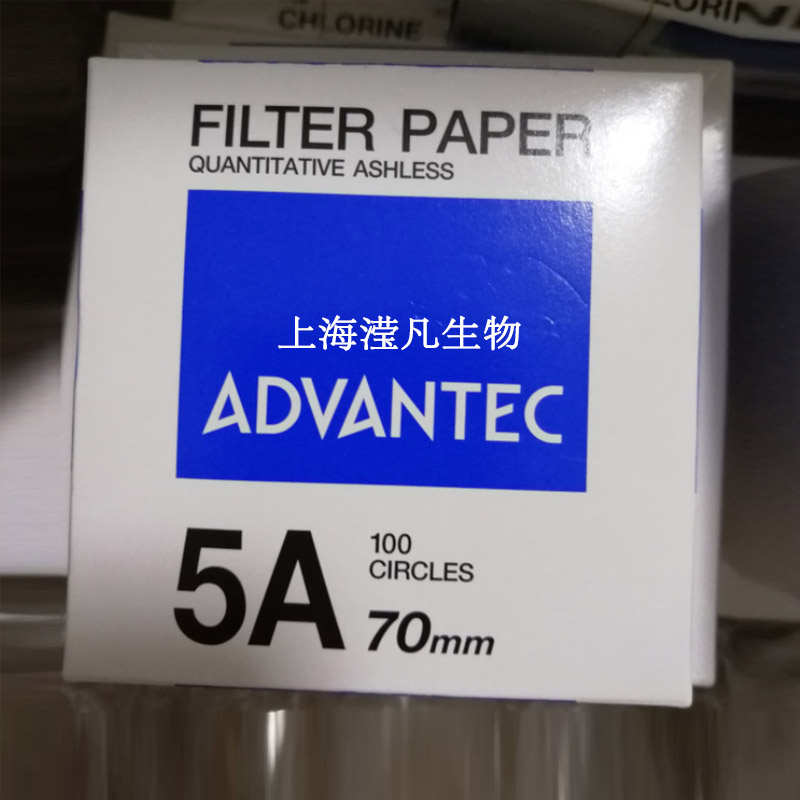 CHLORINE
FILTER PAPER
QUANTITATIVE ASHLESS
上海滢凡生物
ADVANTEC
5A
100
CIRCLES
70mm